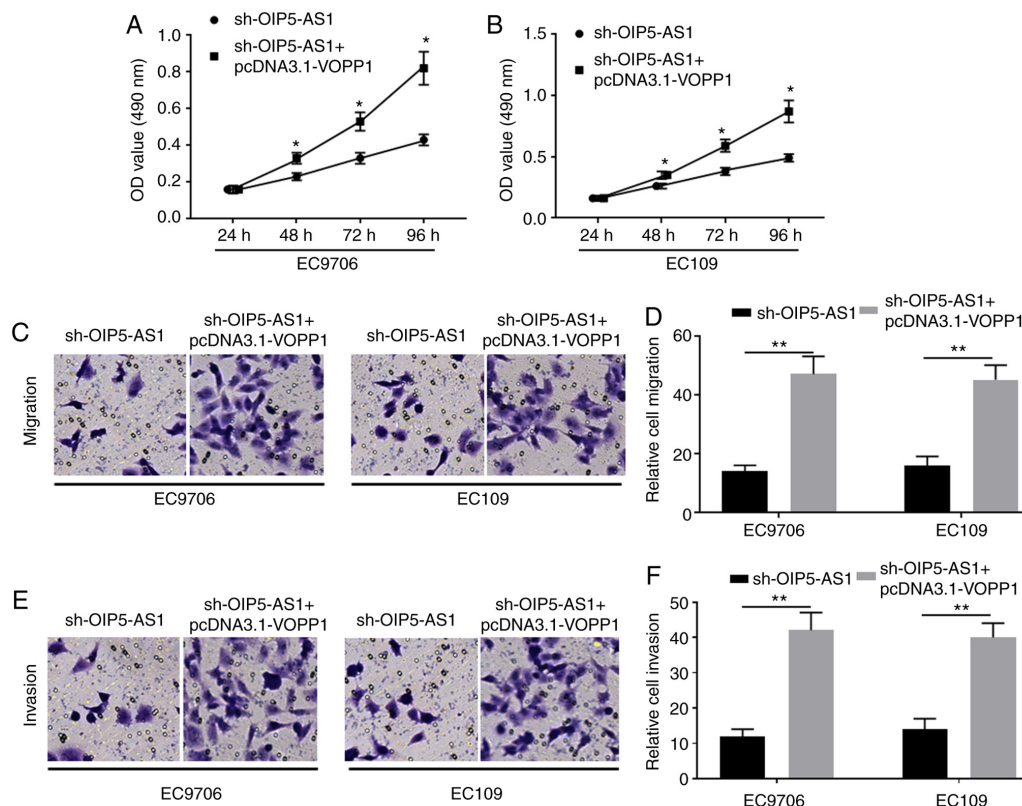 A
sh-OIP5-AS1
sh-OIP5-AS1+
pcDNA3.1-VOPP1
OD value (490 nm)
1.0
0.8
0.6
0.4
0.2
0.0
*
*
*
24 h 48 h 72 h 96 h
EC9706
B
sh-OIP5-AS1
sh-OIP5-AS1+
pcDNA3.1-VOPP1
OD value (490 nm)
1.5
1.0
0.5
0.0
*
*
*
24 h 48 h 72 h 96 h
EC109
C
sh-OIP5-AS1
sh-OIP5-AS1+
pcDNA3.1-VOPP1
sh-OIP5-AS1
sh-OIP5-AS1+
pcDNA3.1-VOPP1
Migration
EC9706
EC109
D
sh-OIP5-AS1
sh-OIP5-AS1+
pcDNA3.1-VOPP1
Relative cell migration
60
40
20
0
**
**
EC9706
EC109
E
sh-OIP5-AS1
sh-OIP5-AS1+
pcDNA3.1-VOPP1
sh-OIP5-AS1
sh-OIP5-AS1+
pcDNA3.1-VOPP1
Invasion
EC9706
EC109
F
sh-OIP5-AS1
sh-OIP5-AS1+
pcDNA3.1-VOPP1
Relative cell invasion
50
40
30
20
10
0
**
**
EC9706
EC109